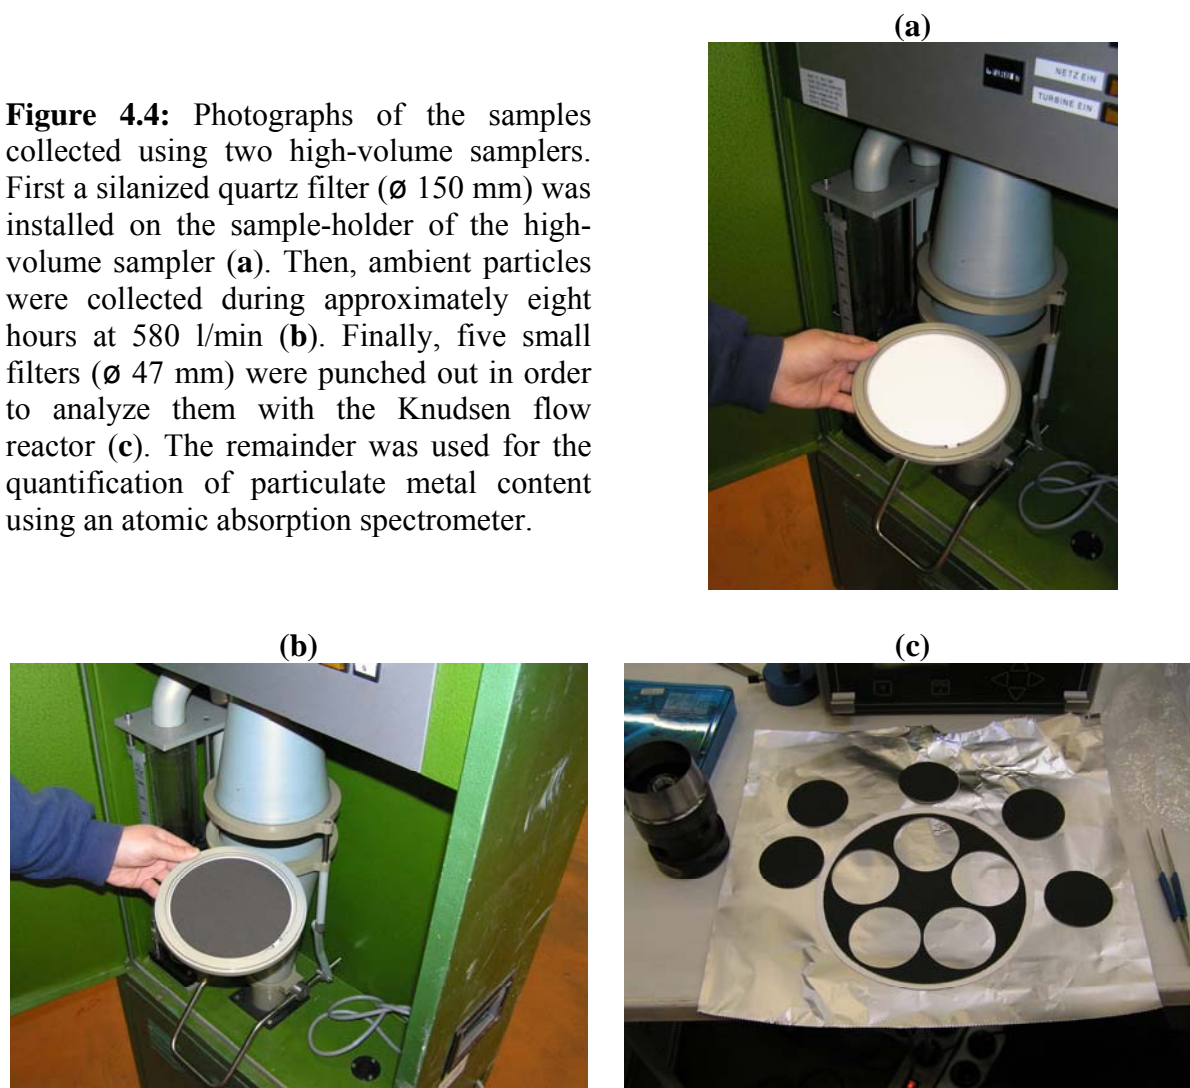 (a)
Figure 4.4: Photographs of the samples
collected using two high-volume samplers.
First a silanized quartz filter (ø 150 mm) was
installed on the sample-holder of the high-
volume sampler (a). Then, ambient particles
were collected during approximately eight
hours at 580 l/min (b). Finally, five small
filters (ø 47 mm) were punched out in order
to analyze them with the Knudsen flow
reactor (c). The remainder was used for the
quantification of particulate metal content
using an atomic absorption spectrometer.
NETZ EIN
TURBINE EIN
(b)
(c)